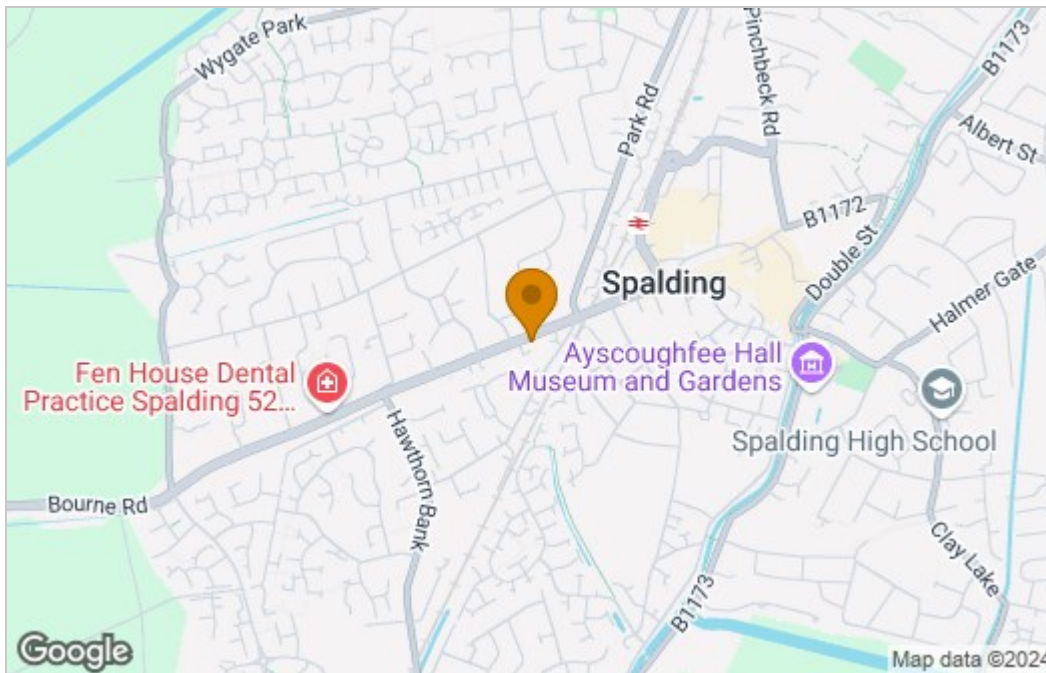 Wygate Park
Park Rd
Pinchbeck Rd
B1173
Albert St
B1172
Double St
Halmer Gate
Spalding
Ayscoughfee Hall
Museum and Gardens
Fen House Dental
Practice Spalding 52...
Hawthorn Bank
Spalding High School
Bourne Rd
Clay Lake
B1173
Google
Map data ©2024